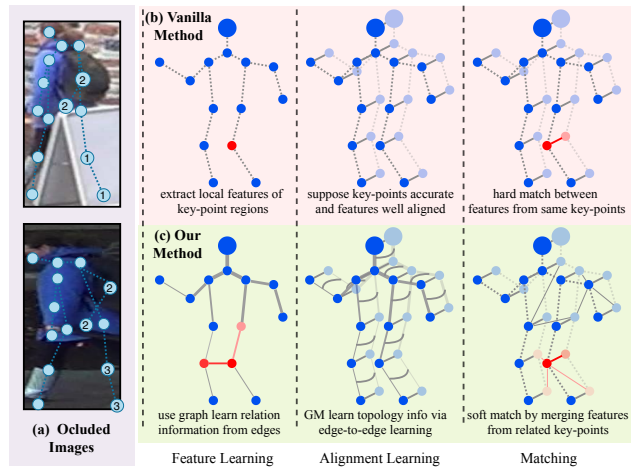 (b) Vanilla
Method
2
2
1
1
extract local features of
key-point regions
suppose key-points accurate
and features well aligned
hard match between
features from same key-points
(c) Our
Method
2
2
3
3
use graph learn relation
information from edges
GM learn topology info via
edge-to-edge learning
soft match by merging features
from related key-points
(a) Ocluded
Images
Feature Learning
Alignment Learning
Matching